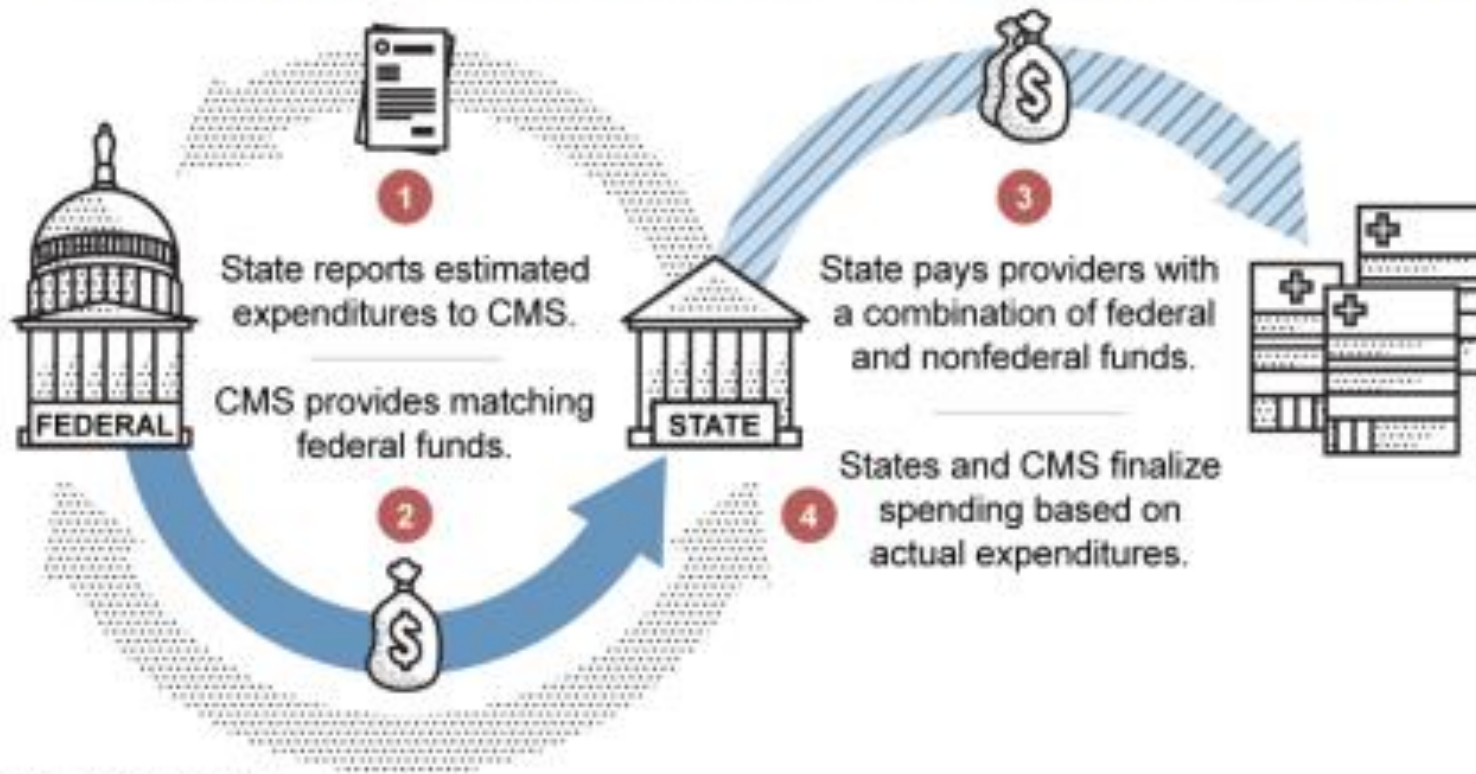 1
State reports estimated
expenditures to CMS.
CMS provides matching
federal funds.
2
FEDERAL
STATE
3
State pays providers with
a combination of federal
and nonfederal funds.
4
States and CMS finalize
spending based on
actual expenditures.